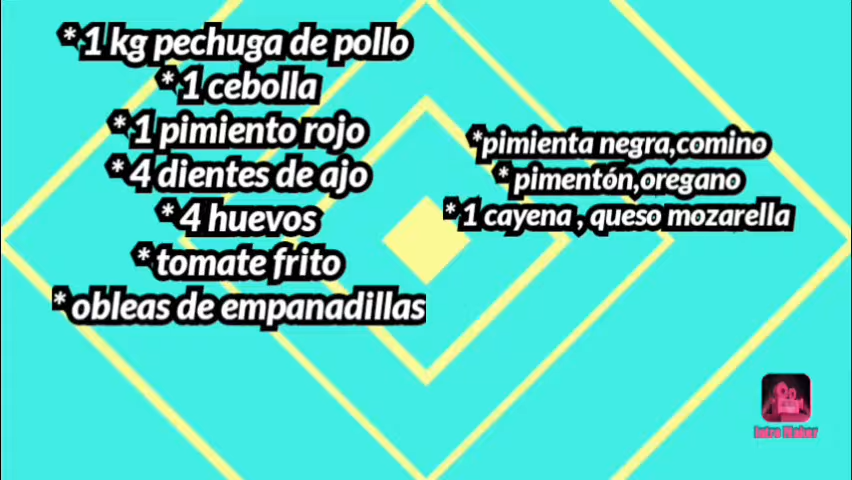 * 1 kg pechuga de pollo
* 1 cebolla
* 1 pimiento rojo
* 4 dientes de ajo
* 4 huevos
* tomate frito
* obleas de empanadillas
*pimienta negra,comino
* pimentón,oregano
* 1 cayena , queso mozarella
Intro Maker